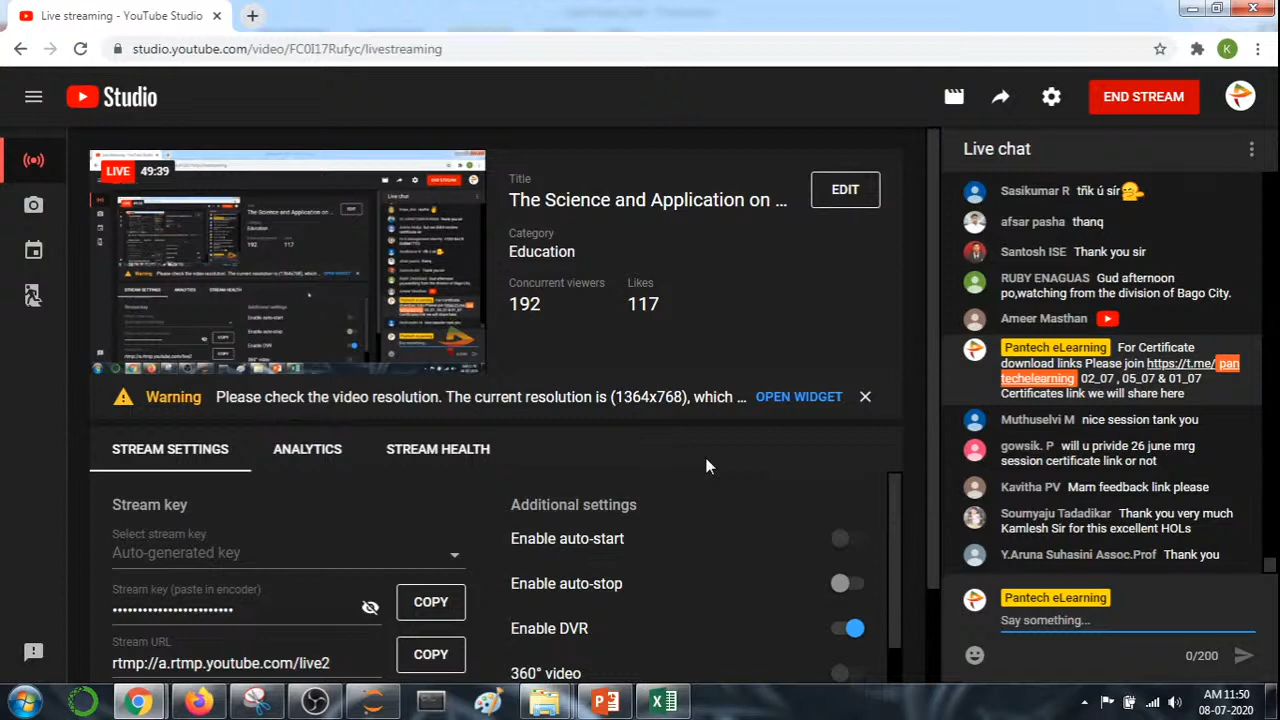 Live streaming - YouTube Studio
studio.youtube.com/video/FC0I17Rufyc/livestreaming
K
Studio
END STREAM
LIVE 49:39
Title
The Science and Application on ...
EDIT
Category
Education
Concurrent viewers
192
Likes
117
Warning Please check the video resolution. The current resolution is (1364x768), which ...
OPEN WIDGET
STREAM SETTINGS
ANALYTICS
STREAM HEALTH
Stream key
Select stream key
Auto-generated key
Stream key (paste in encoder)
••••••••••••••••••••••••
COPY
Stream URL
rtmp://a.rtmp.youtube.com/live2
COPY
Additional settings
Enable auto-start
Enable auto-stop
Enable DVR
360° video
Live chat
Sasikumar R
afsar pasha thanq
Santosh ISE Thank you sir
RUBY ENAGUAS Gud afternoon
po,watching from the division of Bago City.
Ameer Masthan
Pantech eLearning For Certificate
download links Please join https://t.me/pan
techelearning 02_07 , 05_07 & 01_07
Certificates link we will share here
Muthuselvi M nice session tank you
gowsik. P will u privide 26 june mrg
session certificate link or not
Kavitha PV Mam feedback link please
Soumyaju Tadadikar Thank you very much
Kamlesh Sir for this excellent HOLs
Y.Aruna Suhasini Assoc.Prof Thank you
Pantech eLearning
Say something...
0/200
AM 11:50
08-07-2020